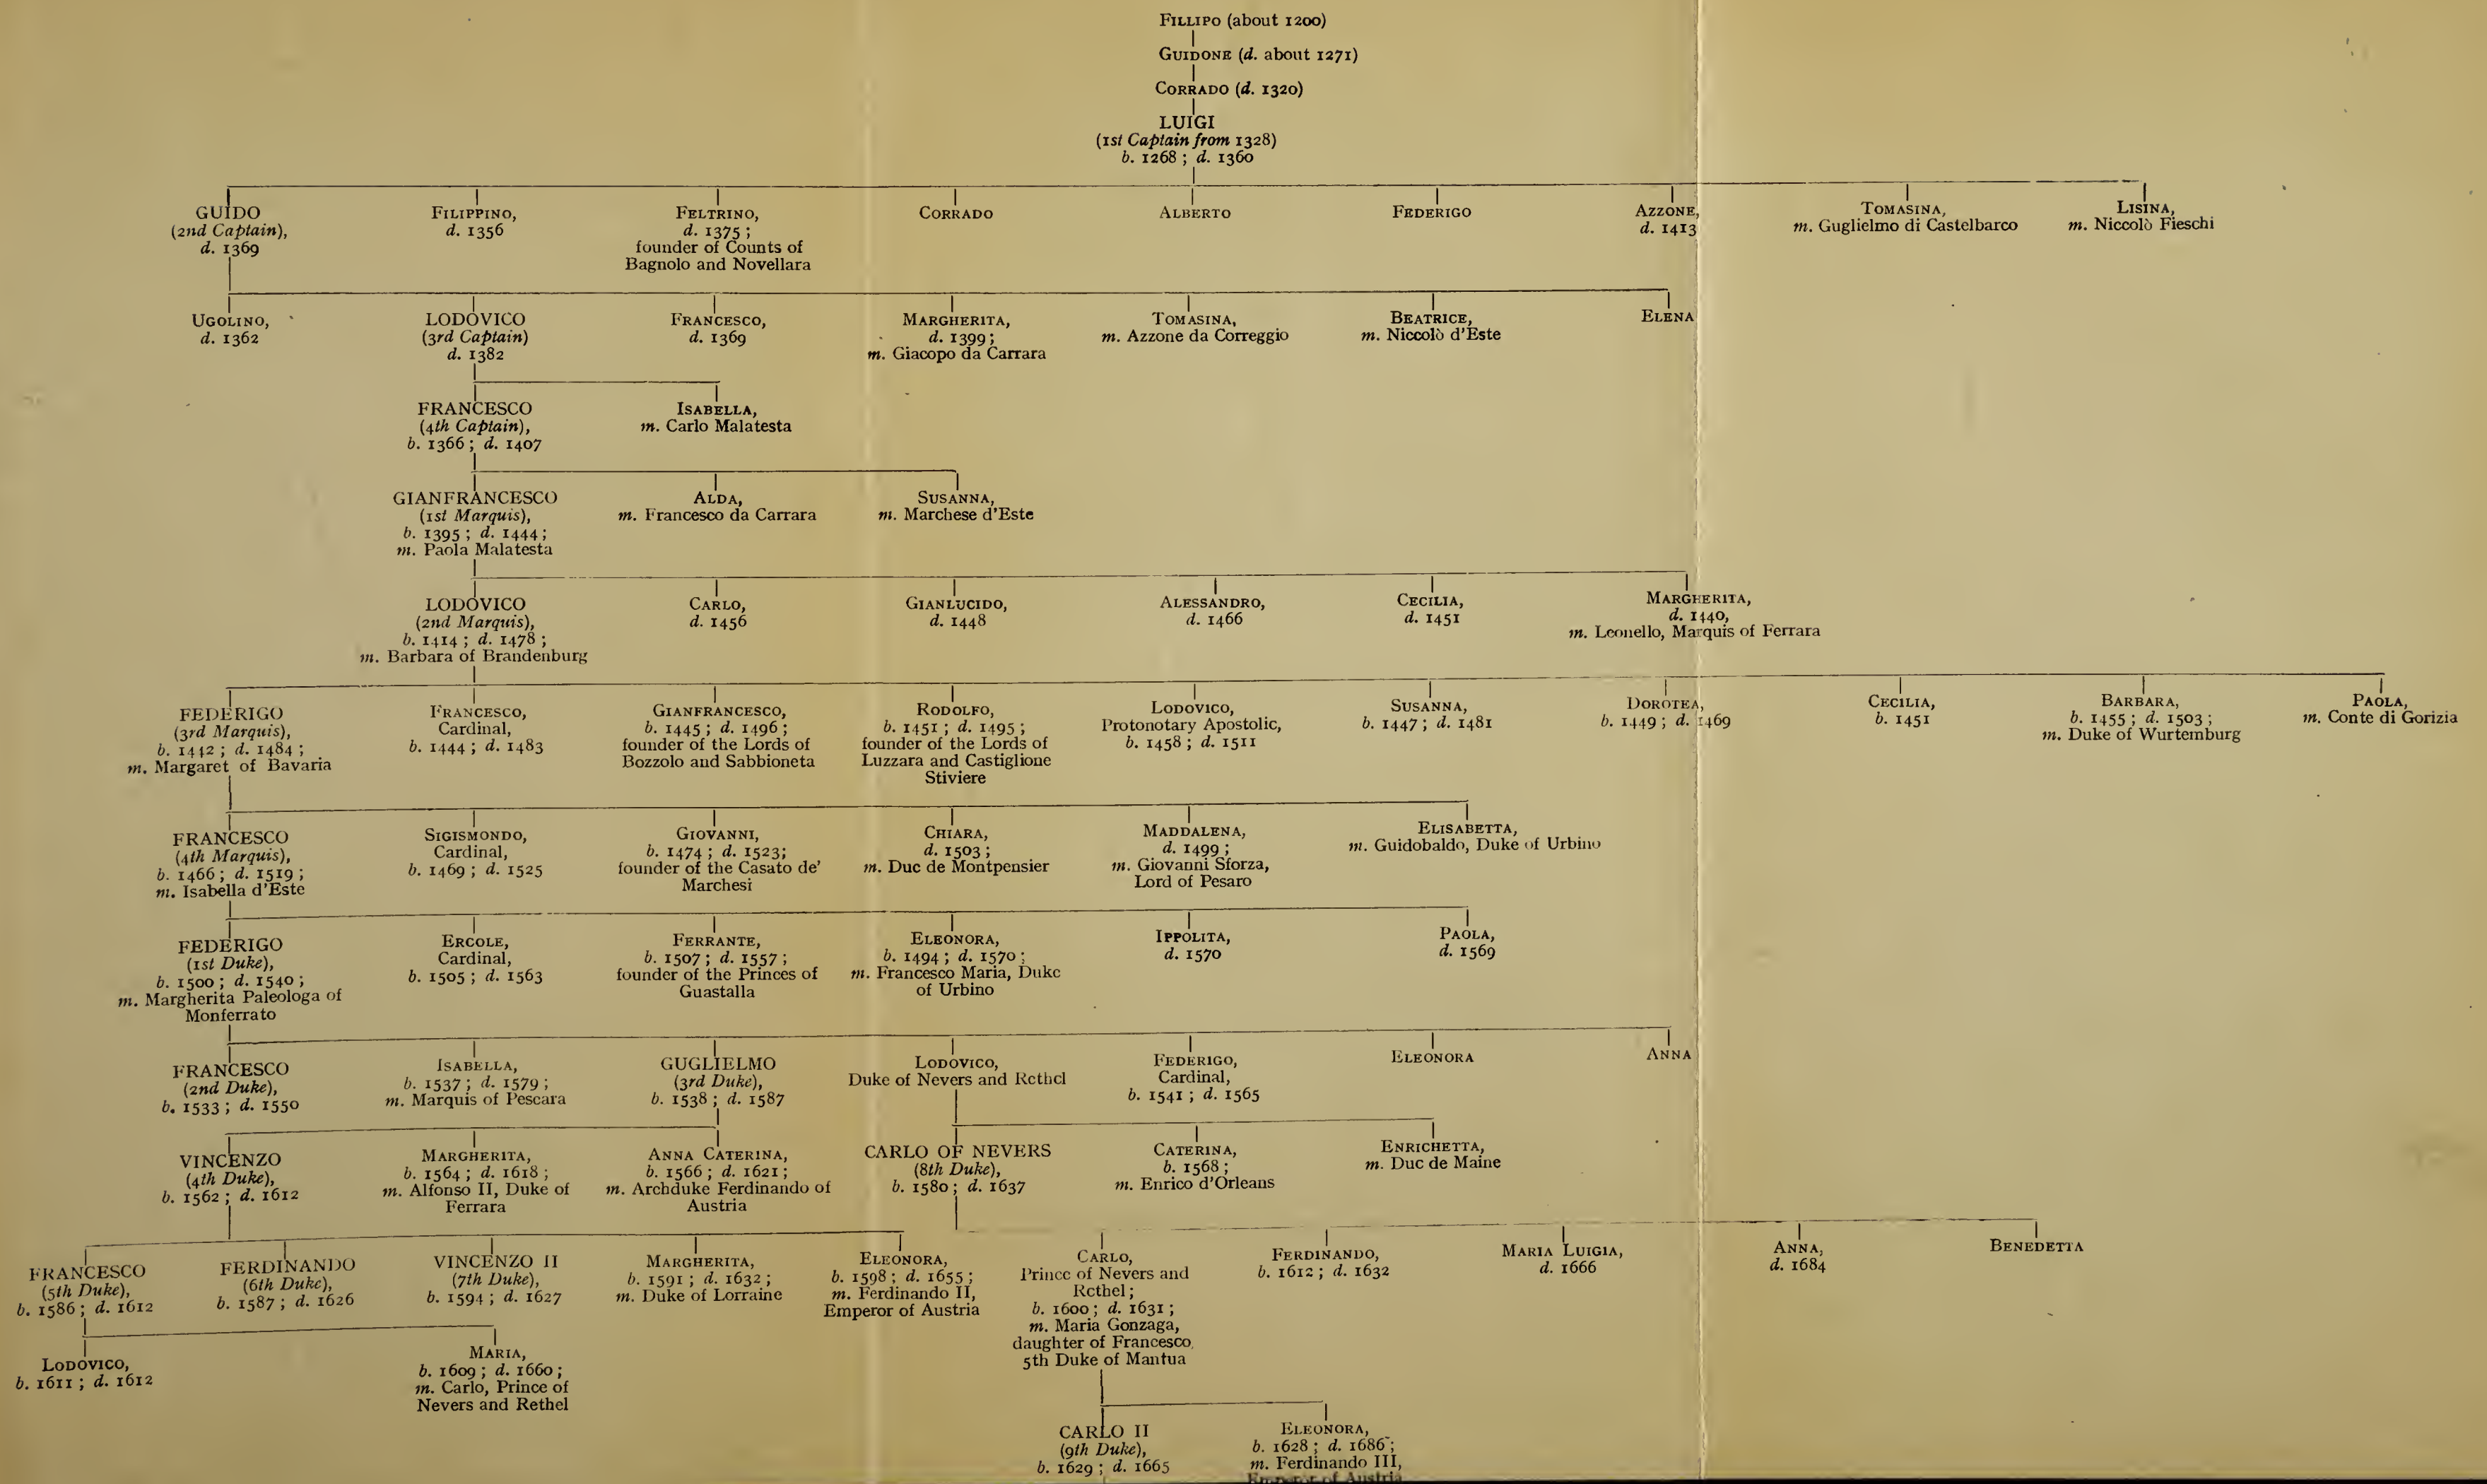 FILLIPO (about 1200)
GUIDONE (d. about 1271)
CORRADO (d. 1320)
LUIGI
(1st Captain from 1328)
b. 1268 ; d. 1360
GUIDO
(2nd Captain),
d. 1369
FILIPPINO,
d. 1356
FELTRINO,
d. 1375 ;
founder of Counts of
Bagnolo and Novellara
CORRADO
ALBERTO
FEDERIGO
AZZONE,
d. 1413
TOMASINA,
m. Guglielmo di Castelbarco
LISINA,
m. Niccolò Fieschi
UGOLINO,
d. 1362
LODOVICO
(3rd Captain)
d. 1382
FRANCESCO,
d. 1369
MARGHERITA,
d. 1399 ;
m. Giacopo da Carrara
TOMASINA,
m. Azzone da Correggio
BEATRICE,
m. Niccolò d'Este
ELENA
FRANCESCO
(4th Captain),
b. 1366 ; d. 1407
ISABELLA,
m. Carlo Malatesta
GIANFRANCESCO
(1st Marquis),
b. 1395 ; d. 1444 ;
m. Paola Malatesta
ALDA,
m. Francesco da Carrara
SUSANNA,
m. Marchese d'Este
LODOVICO
(2nd Marquis),
b. 1414 ; d. 1478 ;
m. Barbara of Brandenburg
CARLO,
d. 1456
GIANLUCIDO,
d. 1448
ALESSANDRO,
d. 1466
CECILIA,
d. 1451
MARGHERITA,
d. 1440,
m. Leonello, Marquis of Ferrara
FEDERIGO
(3rd Marquis),
b. 1442 ; d. 1484 ;
m. Margaret of Bavaria
FRANCESCO,
Cardinal,
b. 1444 ; d. 1483
GIANFRANCESCO,
b. 1445 ; d. 1496 ;
founder of the Lords of
Bozzolo and Sabbioneta
RODOLFO,
b. 1451 ; d. 1495 ;
founder of the Lords of
Luzzara and Castiglione
Stiviere
LODOVICO,
Protonotary Apostolic,
b. 1458 ; d. 1511
SUSANNA,
b. 1447 ; d. 1481
DOROTEA,
b. 1449 ; d. 1469
CECILIA,
b. 1451
BARBARA,
b. 1455 ; d. 1503 ;
m. Duke of Wurtemburg
PAOLA,
m. Conte di Gorizia
FRANCESCO
(4th Marquis),
b. 1466 ; d. 1519 ;
m. Isabella d'Este
SIGISMONDO,
Cardinal,
b. 1469 ; d. 1525
GIOVANNI,
b. 1474 ; d. 1523;
founder of the Casato de'
Marchesi
CHIARA,
d. 1503 ;
m. Duc de Montpensier
MADDALENA,
d. 1499 ;
m. Giovanni Sforza,
Lord of Pesaro
ELISABETTA,
m. Guidobaldo, Duke of Urbino
FEDERIGO
(1st Duke),
b. 1500 ; d. 1540 ;
m. Margherita Paleologa of
Monferrato
ERCOLE,
Cardinal,
b. 1505 ; d. 1563
FERRANTE,
b. 1507 ; d. 1557 ;
founder of the Princes of
Guastalla
ELEONORA,
b. 1494 ; d. 1570 ;
m. Francesco Maria, Duke
of Urbino
IPPOLITA,
d. 1570
PAOLA,
d. 1569
FRANCESCO
(2nd Duke),
b. 1533 ; d. 1550
ISABELLA,
b. 1537 ; d. 1579 ;
m. Marquis of Pescara
GUGLIELMO
(3rd Duke),
b. 1538 ; d. 1587
LODOVICO,
Duke of Nevers and Rethel
FEDERIGO,
Cardinal,
b. 1541 ; d. 1565
ELEONORA
ANNA
VINCENZO
(4th Duke),
b. 1562 ; d. 1612
MARGHERITA,
b. 1564 ; d. 1618 ;
m. Alfonso II, Duke of
Ferrara
ANNA CATERINA,
b. 1566 ; d. 1621 ;
m. Archduke Ferdinando of
Austria
CARLO OF NEVERS
(8th Duke),
b. 1580 ; d. 1637
CATERINA,
b. 1568 ;
m. Enrico d'Orleans
ENRICHETTA,
m. Duc de Maine
FRANCESCO
(5th Duke),
b. 1586 ; d. 1612
FERDINANDO
(6th Duke),
b. 1587 ; d. 1626
VINCENZO II
(7th Duke),
b. 1594 ; d. 1627
MARGHERITA,
b. 1591 ; d. 1632 ;
m. Duke of Lorraine
ELEONORA,
b. 1598 ; d. 1655 ;
m. Ferdinando II,
Emperor of Austria
CARLO,
Prince of Nevers and
Rethel ;
b. 1600 ; d. 1631 ;
m. Maria Gonzaga,
daughter of Francesco,
5th Duke of Mantua
FERDINANDO,
b. 1612 ; d. 1632
MARIA LUIGIA,
d. 1666
ANNA,
d. 1684
BENEDETTA
LODOVICO,
b. 1611 ; d. 1612
MARIA,
b. 1609 ; d. 1660 ;
m. Carlo, Prince of
Nevers and Rethel
CARLO II
(9th Duke),
b. 1629 ; d. 1665
ELEONORA,
b. 1628 ; d. 1686 ;
m. Ferdinando III,
Emperor of Austria